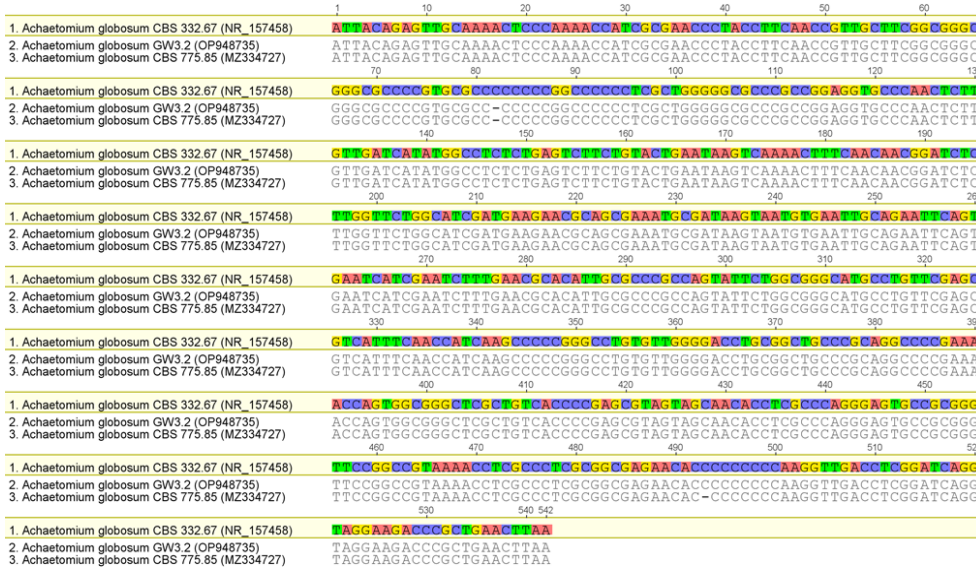 1 10 20 30 40 50 60
1. Achaetomium globosum CBS 332.67 (NR_157458) ATTACAGAGTTGCAAAACTCCCAAAACCATCGCGAACCCTACCTTCAACCGTTGCTTCGGCGGGC
2. Achaetomium globosum GW3.2 (OP948735) ATTACAGAGTTGCAAAACTCCCAAAACCATCGCGAACCCTACCTTCAACCGTTGCTTCGGCGGGC
3. Achaetomium globosum CBS 775.85 (MZ334727) ATTACAGAGTTGCAAAACTCCCAAAACCATCGCGAACCCTACCTTCAACCGTTGCTTCGGCGGGC
70 80 90 100 110 120 130
1. Achaetomium globosum CBS 332.67 (NR_157458) GGGCGCCCCGTGCGCCCCCCCCGGCCCCCCTCGCTGGGGGCGCCCGCCGGAGGTGCCCAACTCTT
2. Achaetomium globosum GW3.2 (OP948735) GGGCGCCCCGTGCGCC-CCCCCGGCCCCCCTCGCTGGGGGCGCCCGCCGGAGGTGCCCAACTCTT
3. Achaetomium globosum CBS 775.85 (MZ334727) GGGCGCCCCGTGCGCC-CCCCCGGCCCCCCTCGCTGGGGGCGCCCGCCGGAGGTGCCCAACTCTT
140 150 160 170 180 190
1. Achaetomium globosum CBS 332.67 (NR_157458) GTTGATCATATGGCCTCTCTGAGTCTTCTGTACTGAATAAGTCAAAACTTTCAACAACGGATCTC
2. Achaetomium globosum GW3.2 (OP948735) GTTGATCATATGGCCTCTCTGAGTCTTCTGTACTGAATAAGTCAAAACTTTCAACAACGGATCTC
3. Achaetomium globosum CBS 775.85 (MZ334727) GTTGATCATATGGCCTCTCTGAGTCTTCTGTACTGAATAAGTCAAAACTTTCAACAACGGATCTC
200 210 220 230 240 250 260
1. Achaetomium globosum CBS 332.67 (NR_157458) TTGGTTCTGGCATCGATGAAGAACGCAGCGAAATGCGATAAGTAATGTGAATTGCAGAATTCAGT
2. Achaetomium globosum GW3.2 (OP948735) TTGGTTCTGGCATCGATGAAGAACGCAGCGAAATGCGATAAGTAATGTGAATTGCAGAATTCAGT
3. Achaetomium globosum CBS 775.85 (MZ334727) TTGGTTCTGGCATCGATGAAGAACGCAGCGAAATGCGATAAGTAATGTGAATTGCAGAATTCAGT
270 280 290 300 310 320
1. Achaetomium globosum CBS 332.67 (NR_157458) GAATCATCGAATCTTTGAACGCACATTGCGCCCGCCAGTATTCTGGCGGGCATGCCTGTTCGAGC
2. Achaetomium globosum GW3.2 (OP948735) GAATCATCGAATCTTTGAACGCACATTGCGCCCGCCAGTATTCTGGCGGGCATGCCTGTTCGAGC
3. Achaetomium globosum CBS 775.85 (MZ334727) GAATCATCGAATCTTTGAACGCACATTGCGCCCGCCAGTATTCTGGCGGGCATGCCTGTTCGAGC
330 340 350 360 370 380 39
1. Achaetomium globosum CBS 332.67 (NR_157458) GTCATTTCAACCATCAAGCCCCCGGGCCTGTGTTGGGGACCTGCGGCTGCCCGCAGGCCCCGAAA
2. Achaetomium globosum GW3.2 (OP948735) GTCATTTCAACCATCAAGCCCCCGGGCCTGTGTTGGGGACCTGCGGCTGCCCGCAGGCCCCGAAA
3. Achaetomium globosum CBS 775.85 (MZ334727) GTCATTTCAACCATCAAGCCCCCGGGCCTGTGTTGGGGACCTGCGGCTGCCCGCAGGCCCCGAAA
400 410 420 430 440 450
1. Achaetomium globosum CBS 332.67 (NR_157458) ACCAGTGGCGGGCTCGCTGTCACCCCGAGCGTAGTAGCAACACCTCGCCCAGGGAGTGCCGCGGG
2. Achaetomium globosum GW3.2 (OP948735) ACCAGTGGCGGGCTCGCTGTCACCCCGAGCGTAGTAGCAACACCTCGCCCAGGGAGTGCCGCGGG
3. Achaetomium globosum CBS 775.85 (MZ334727) ACCAGTGGCGGGCTCGCTGTCACCCCGAGCGTAGTAGCAACACCTCGCCCAGGGAGTGCCGCGGG
460 470 480 490 500 510 52
1. Achaetomium globosum CBS 332.67 (NR_157458) TTCCGGCCGTAAAACCTCGCCCTCGCGGCGAGAACACCCCCCCCCAAGGTTGACCTCGGATCAGG
2. Achaetomium globosum GW3.2 (OP948735) TTCCGGCCGTAAAACCTCGCCCTCGCGGCGAGAACACCCCCCCCCAAGGTTGACCTCGGATCAGG
3. Achaetomium globosum CBS 775.85 (MZ334727) TTCCGGCCGTAAAACCTCGCCCTCGCGGCGAGAACAC-CCCCCCCAAGGTTGACCTCGGATCAGG
530 540 542
1. Achaetomium globosum CBS 332.67 (NR_157458) TAGGAAGACCCGCTGAACTTAA
2. Achaetomium globosum GW3.2 (OP948735) TAGGAAGACCCGCTGAACTTAA
3. Achaetomium globosum CBS 775.85 (MZ334727) TAGGAAGACCCGCTGAACTTAA